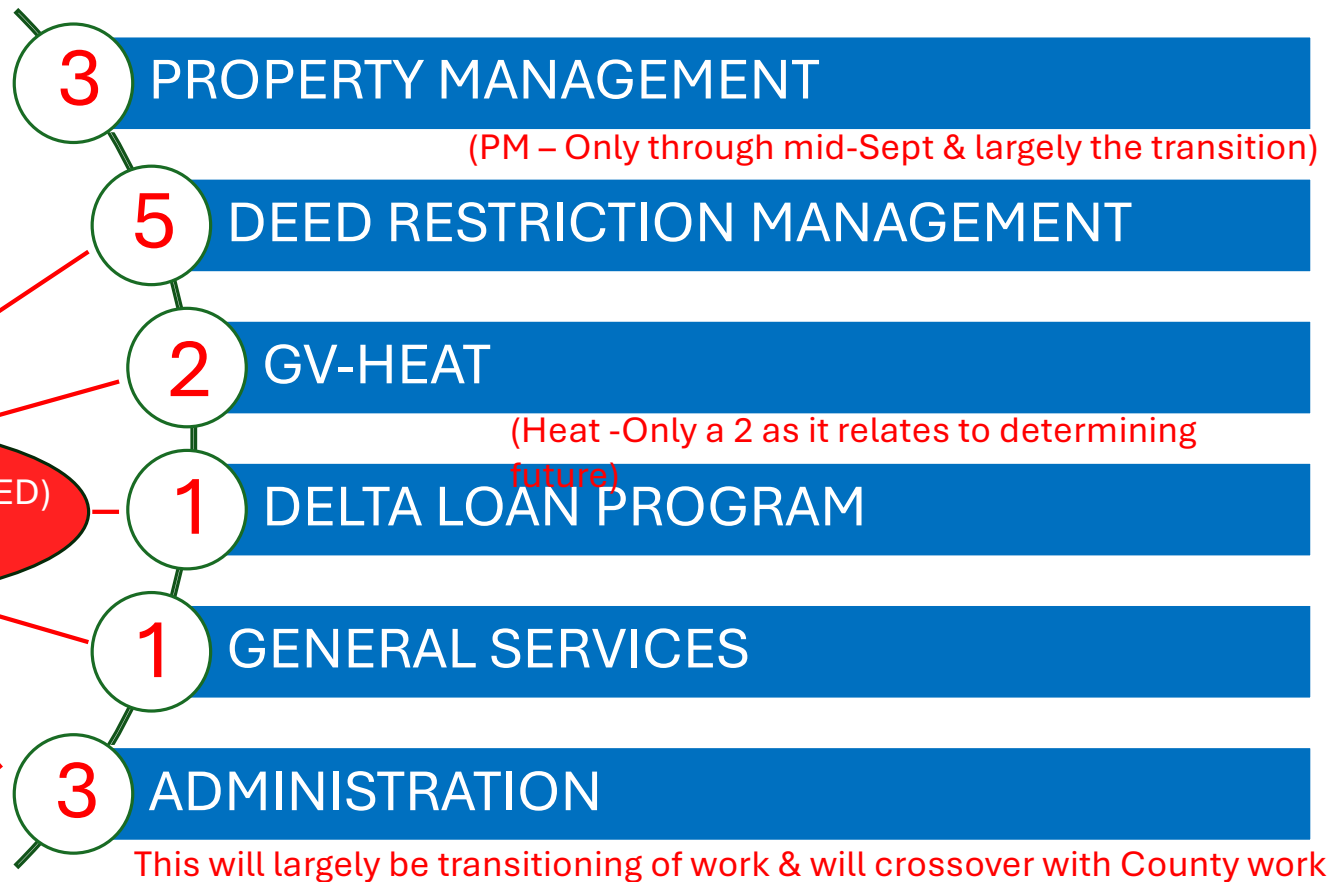 3 PROPERTY MANAGEMENT
(PM – Only through mid-Sept & largely the transition)
5 DEED RESTRICTION MANAGEMENT
2 GV-HEAT
(Heat -Only a 2 as it relates to determining
future)
ED)
1 DELTA LOAN PROGRAM
1 GENERAL SERVICES
3 ADMINISTRATION
This will largely be transitioning of work & will crossover with County work